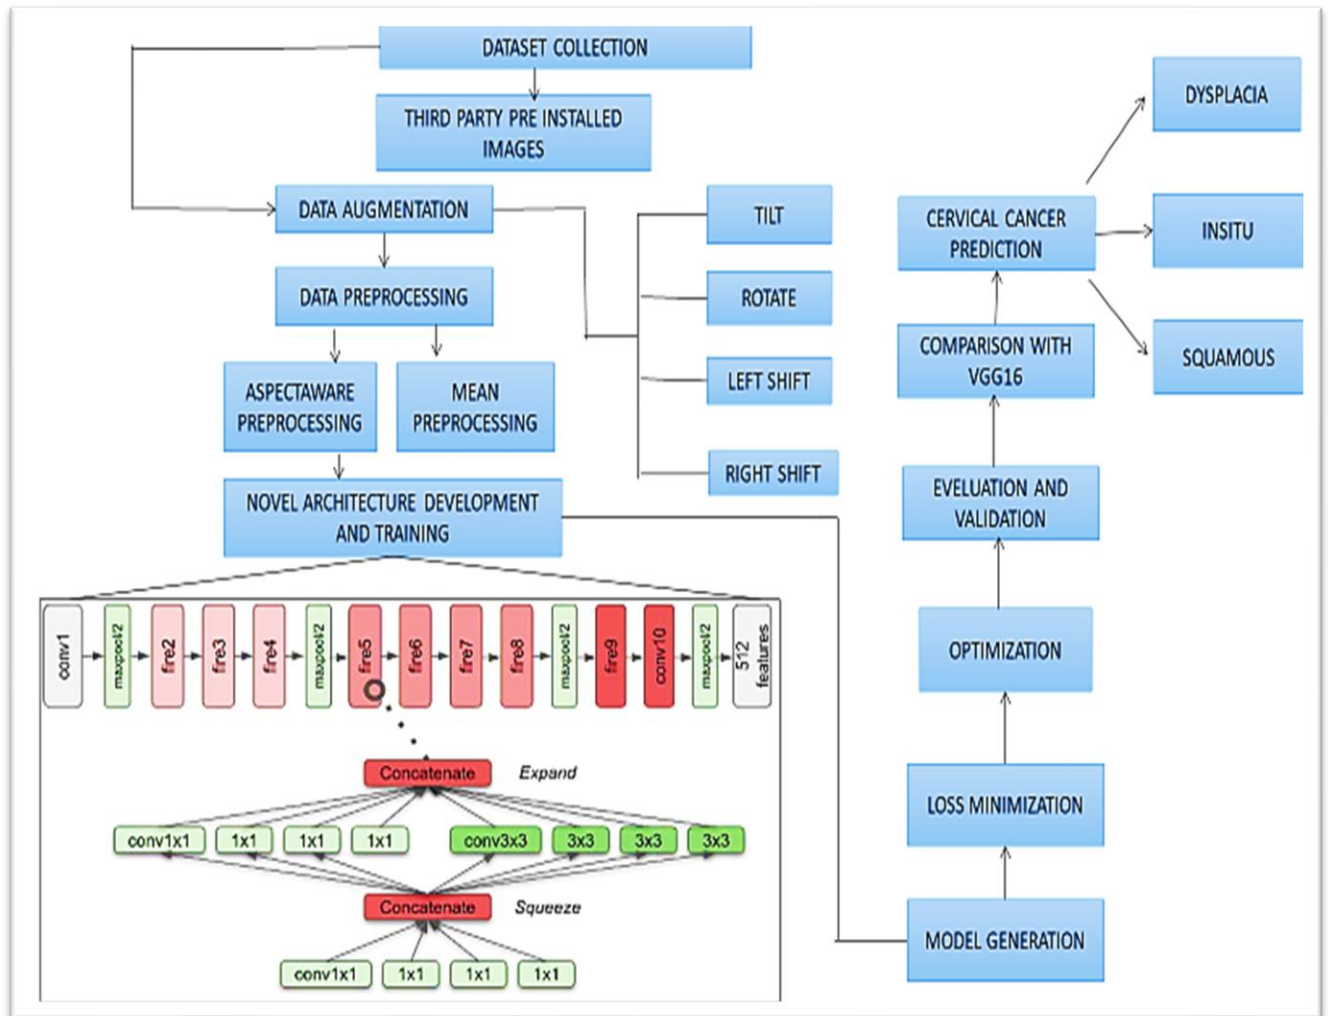 DATASET COLLECTION
THIRD PARTY PRE INSTALLED
IMAGES
DATA AUGMENTATION
DATA PREPROCESSING
ASPECTAWARE
PREPROCESSING
MEAN
PREPROCESSING
NOVEL ARCHITECTURE DEVELOPMENT
AND TRAINING
TILT
ROTATE
LEFT SHIFT
RIGHT SHIFT
conv1
maxpool/2
fire2
fire3
fire4
maxpool/2
fire5
fire6
fire7
fire8
maxpool/2
fire9
conv10
maxpool/2
512
features
Concatenate
Expand
conv1x1
1x1
1x1
1x1
conv3x3
3x3
3x3
3x3
Concatenate
Squeeze
conv1x1
1x1
1x1
1x1
MODEL GENERATION
LOSS MINIMIZATION
OPTIMIZATION
EVELUATION AND
VALIDATION
COMPARISON WITH
VGG16
CERVICAL CANCER
PREDICTION
DYSPLACIA
INSITU
SQUAMOUS